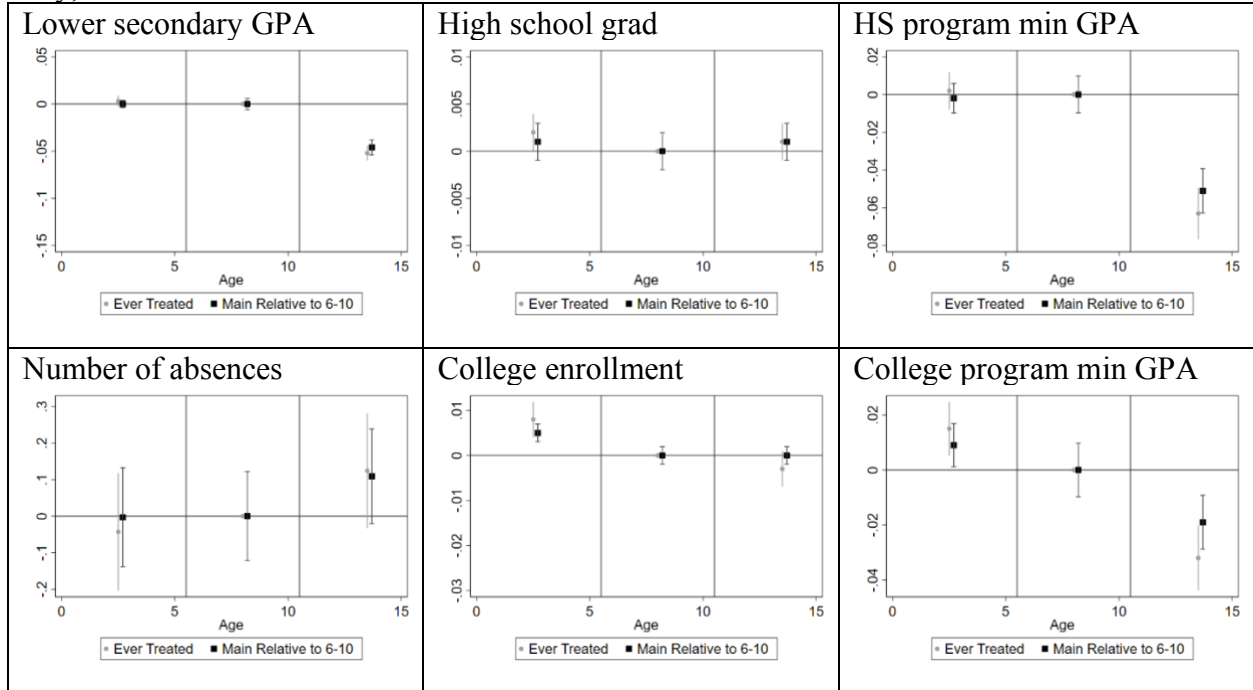 Lower secondary GPA
.05
0
-.05
-.1
-.15
0 5 10 15
Age
Ever Treated Main Relative to 6-10
High school grad
.01
.005
0
-.005
-.01
0 5 10 15
Age
Ever Treated Main Relative to 6-10
HS program min GPA
.02
0
-.02
-.04
-.06
-.08
0 5 10 15
Age
Ever Treated Main Relative to 6-10
Number of absences
.3
.2
.1
0
-.1
-.2
0 5 10 15
Age
Ever Treated Main Relative to 6-10
College enrollment
.01
0
-.01
-.02
-.03
0 5 10 15
Age
Ever Treated Main Relative to 6-10
College program min GPA
.02
0
-.02
-.04
0 5 10 15
Age
Ever Treated Main Relative to 6-10